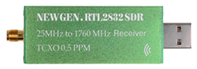 NEWGEN.RTL2832 SDR
25MHz to 1760 MHz Receiver
TCXO 0.5 PPM